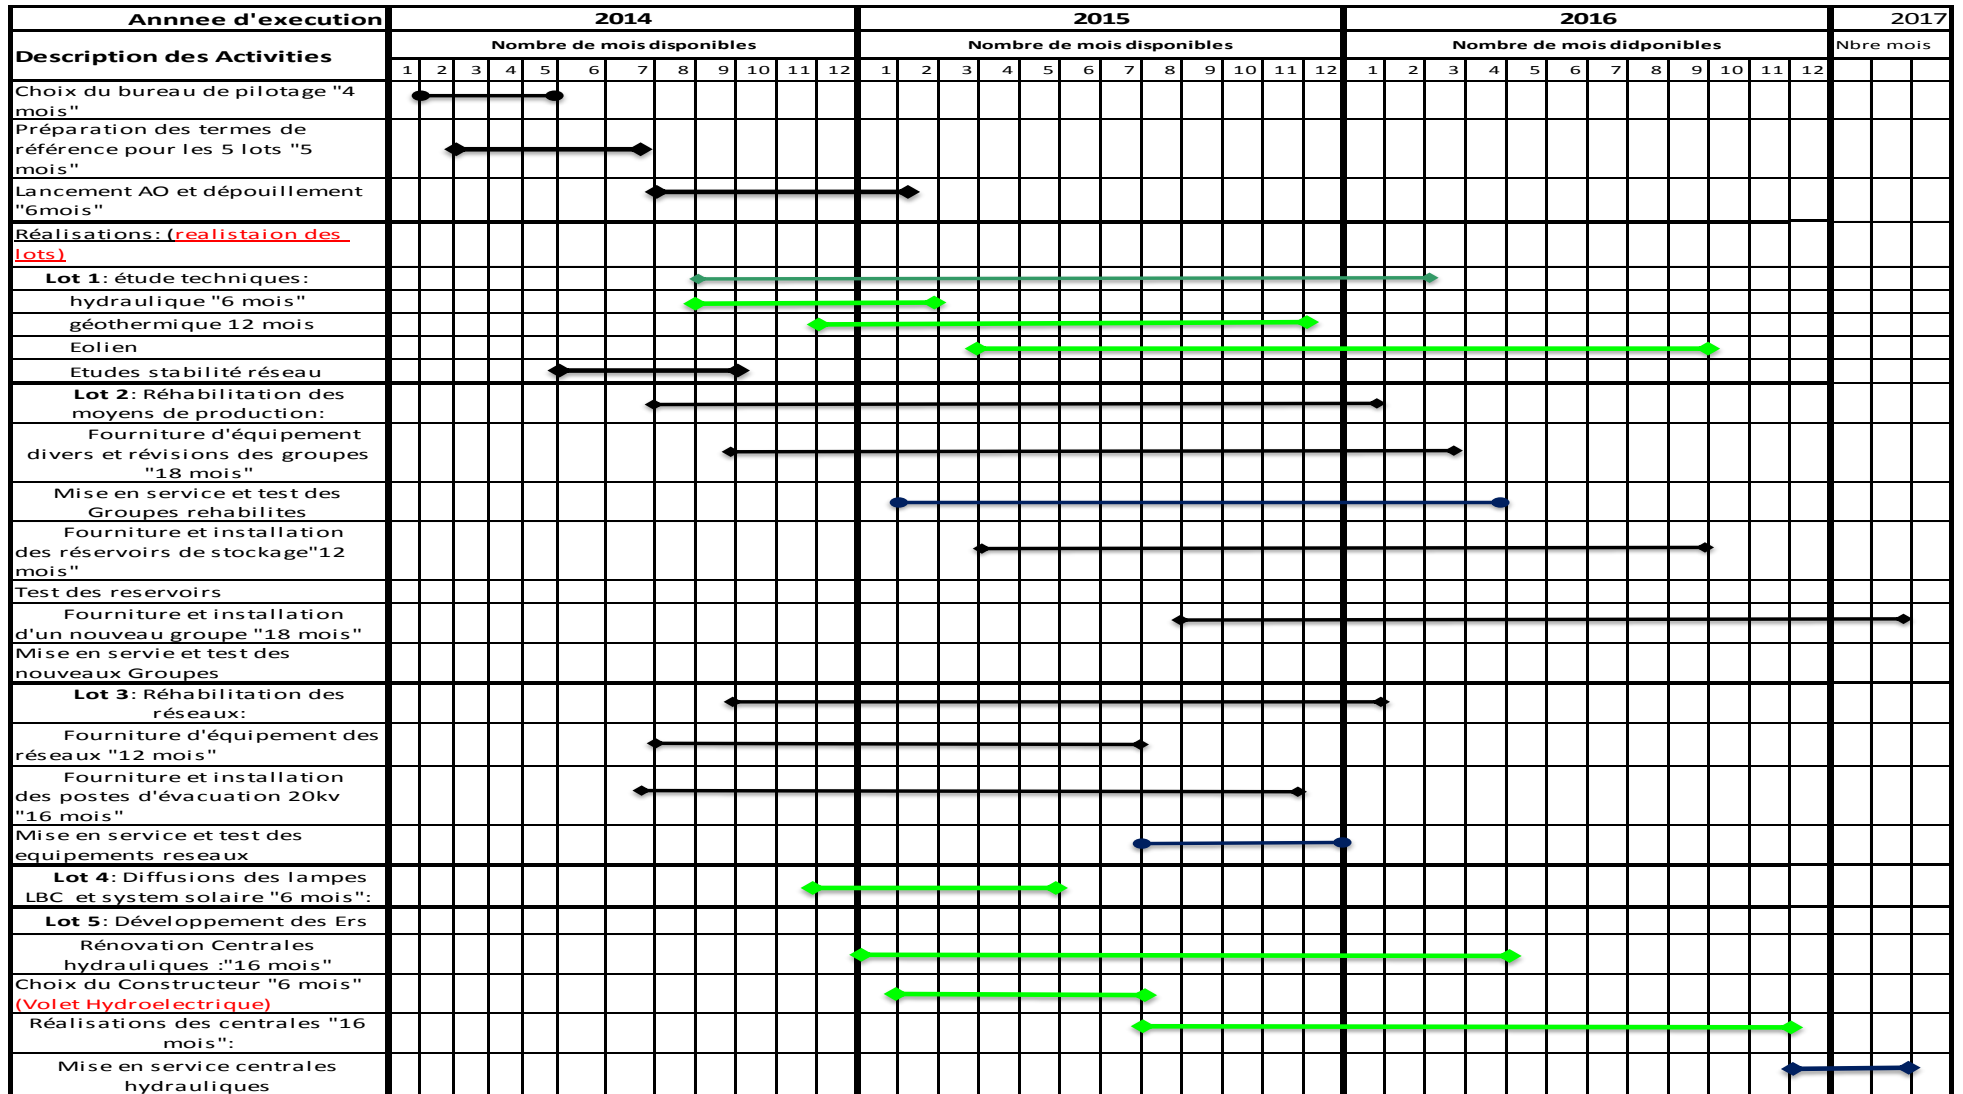 Annnee d'execution 2014 2015 2016 2017
Description des Activities
Nombre de mois disponibles Nombre de mois disponibles Nombre de mois didponibles Nbre mois
1 2 3 4 5 6 7 8 9 10 11 12 1 2 3 4 5 6 7 8 9 10 11 12 1 2 3 4 5 6 7 8 9 10 11 12
Choix du bureau de pilotage "4
mois"
Préparation des termes de
référence pour les 5 lots "5
mois"
Lancement AO et dépouillement
"6mois"
Réalisations: (realistaion des
lots)
Lot 1: étude techniques:
hydraulique "6 mois"
géothermique 12 mois
Eolien
Etudes stabilité réseau
Lot 2: Réhabilitation des
moyens de production:
Fourniture d'équipement
divers et révisions des groupes
"18 mois"
Mise en service et test des
Groupes rehabilites
Fourniture et installation
des réservoirs de stockage"12
mois"
Test des reservoirs
Fourniture et installation
d'un nouveau groupe "18 mois"
Mise en servie et test des
nouveaux Groupes
Lot 3: Réhabilitation des
réseaux:
Fourniture d'équipement des
réseaux "12 mois"
Fourniture et installation
des postes d'évacuation 20kv
"16 mois"
Mise en service et test des
equipements reseaux
Lot 4: Diffusions des lampes
LBC et system solaire "6 mois":
Lot 5: Développement des Ers
Rénovation Centrales
hydrauliques :"16 mois"
Choix du Constructeur "6 mois"
(Volet Hydroelectrique)
Réalisations des centrales "16
mois":
Mise en service centrales
hydrauliques